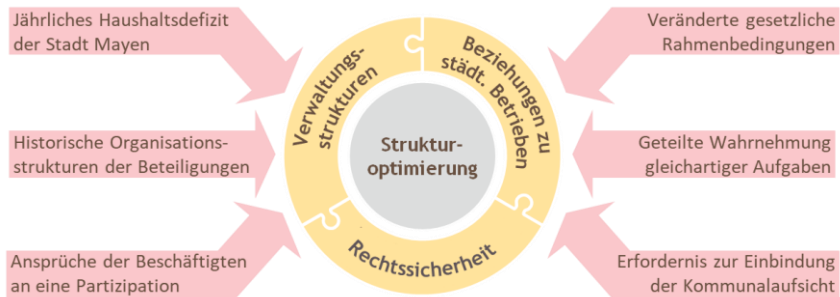 Jährliches Haushaltsdefizit
der Stadt Mayen
Historische Organisations-
strukturen der Beteiligungen
Ansprüche der Beschäftigten
an eine Partizipation
Verwaltungs-
strukturen
Beziehungen zu
städt. Betrieben
Struktur-
optimierung
Rechtssicherheit
Veränderte gesetzliche
Rahmenbedingungen
Geteilte Wahrnehmung
gleichartiger Aufgaben
Erfordernis zur Einbindung
der Kommunalaufsicht